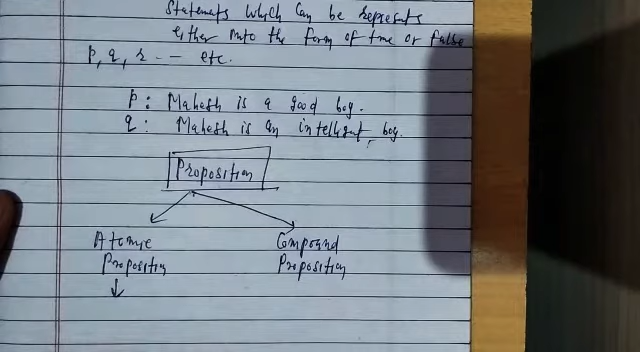 Statements which can be represents
either into the form of true or false
p, q, r -- etc.
p: Mahesh is a good boy.
q: Mahesh is an intelligent boy.
Proposition
Atomic Compound
Proposition Proposition